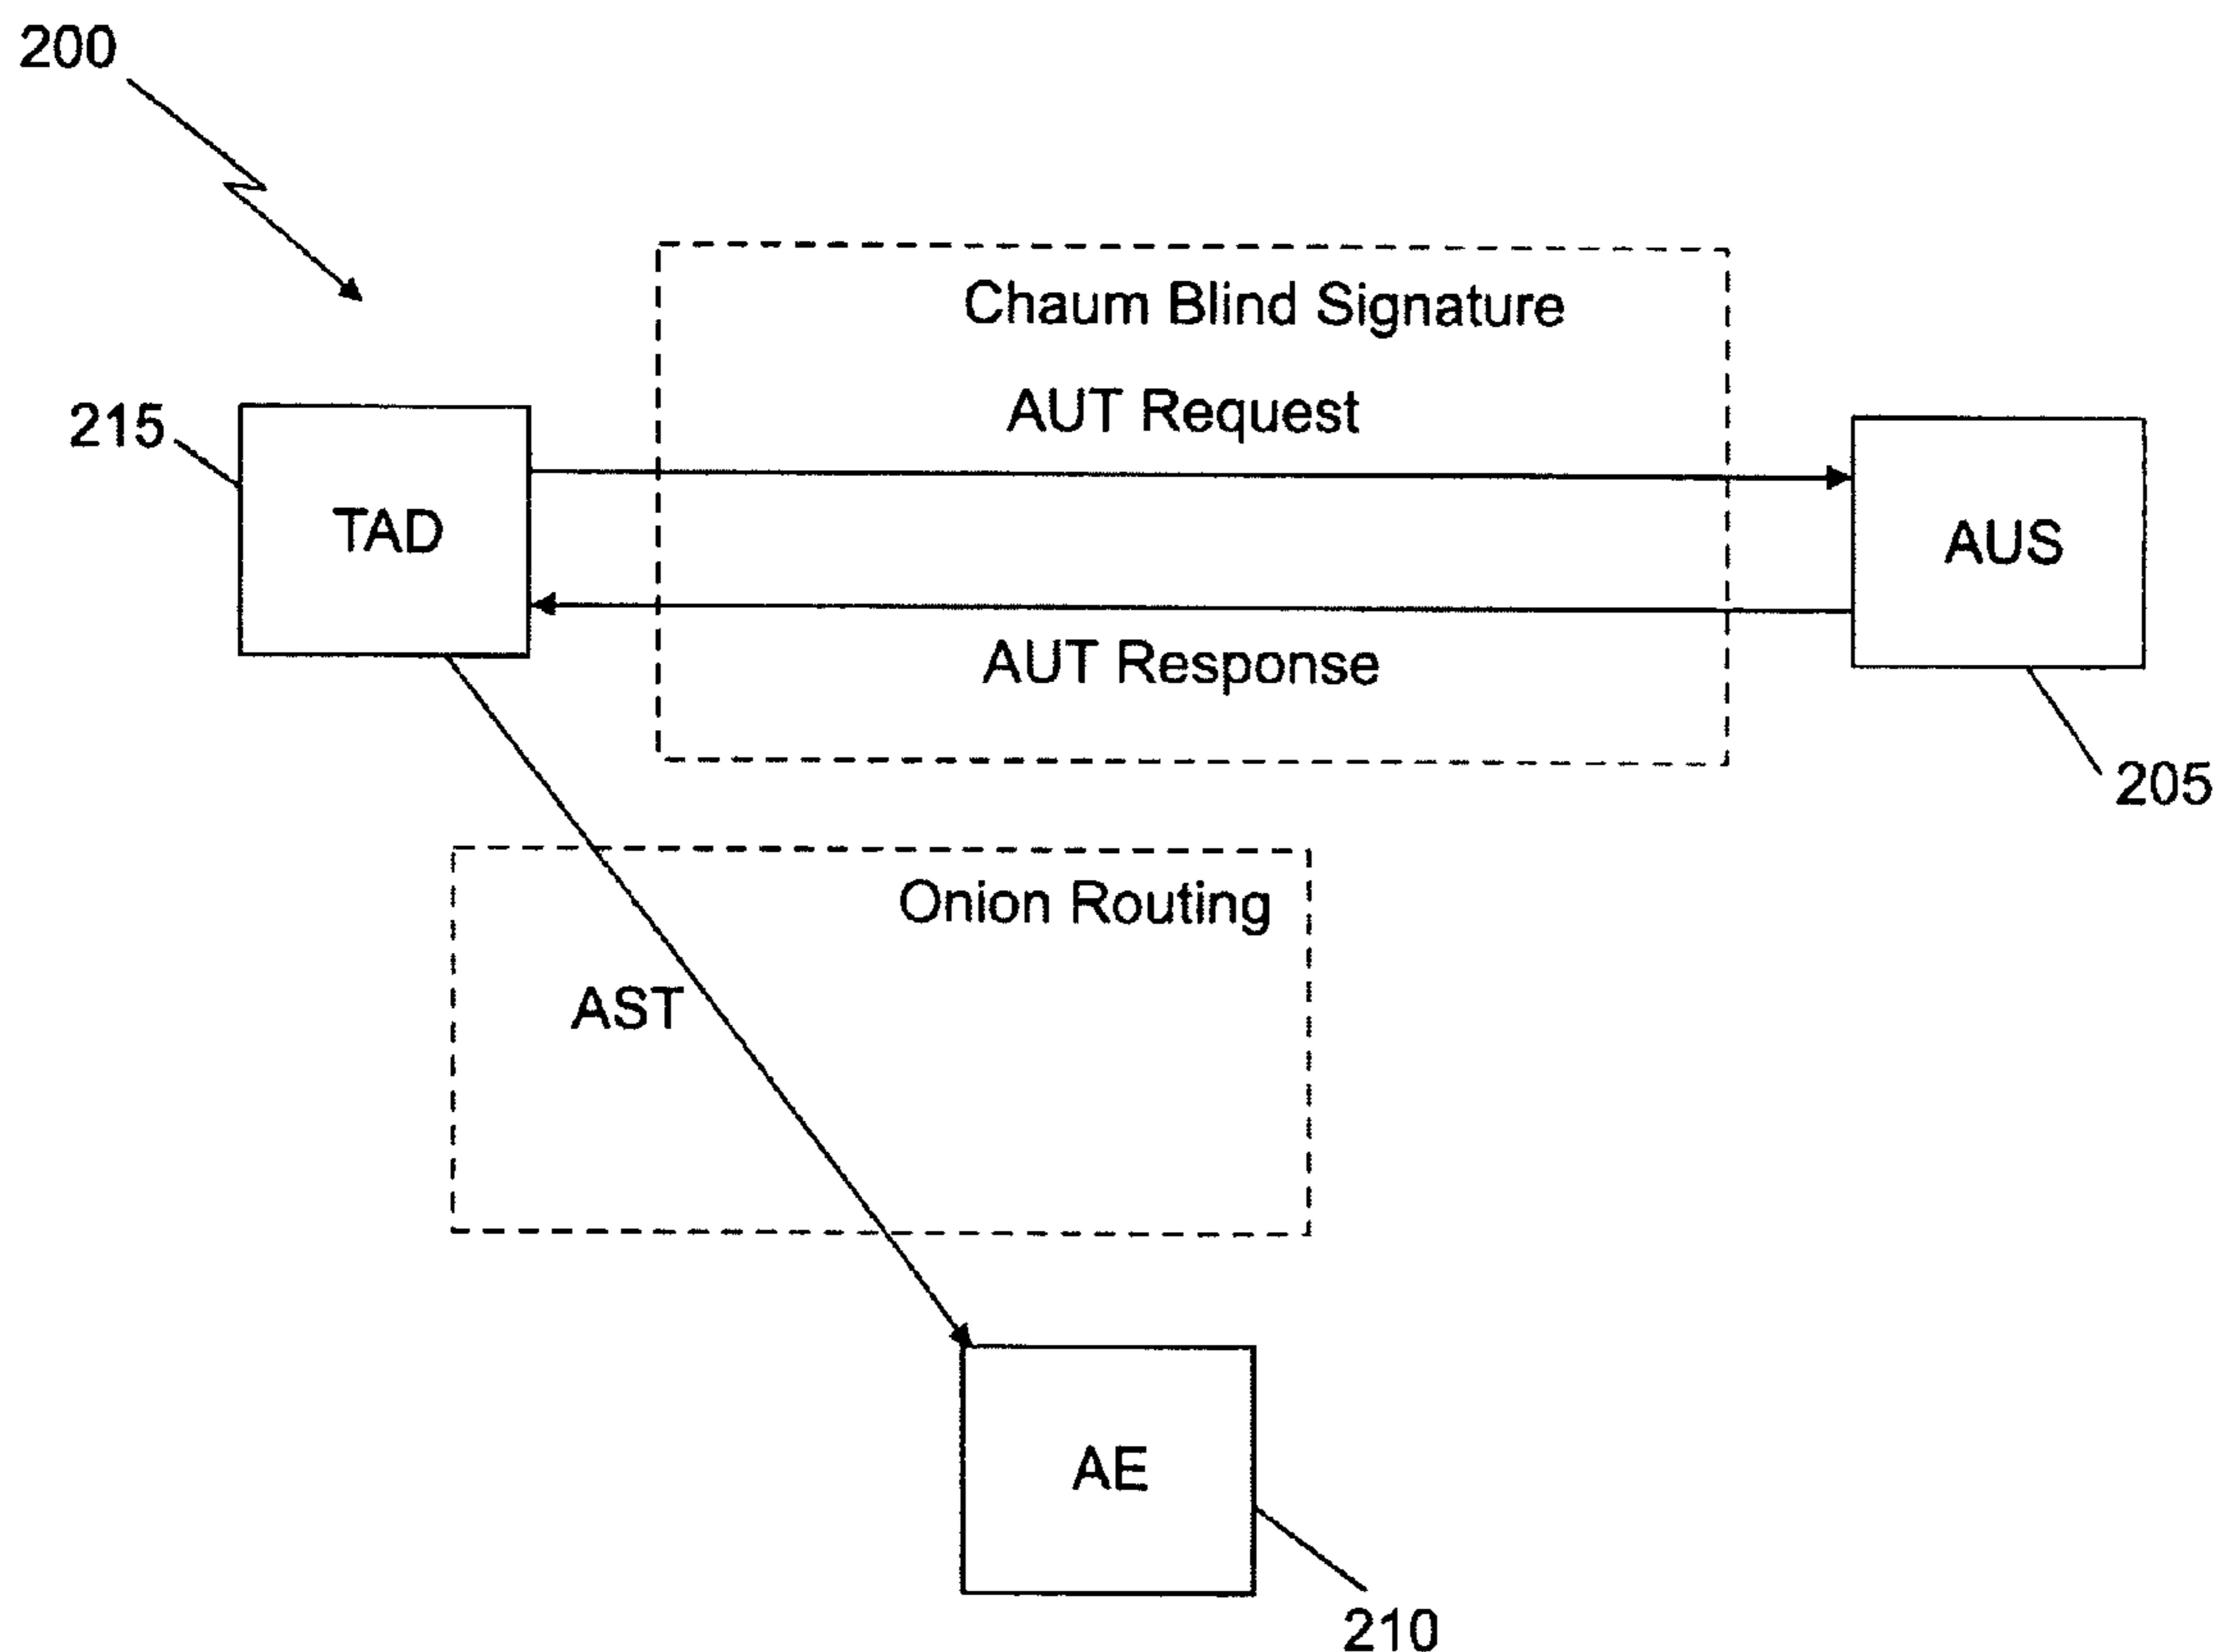 200
Chaum Blind Signature
AUT Request
215
TAD
AUS
AUT Response
205
Onion Routing
AST
AE
210